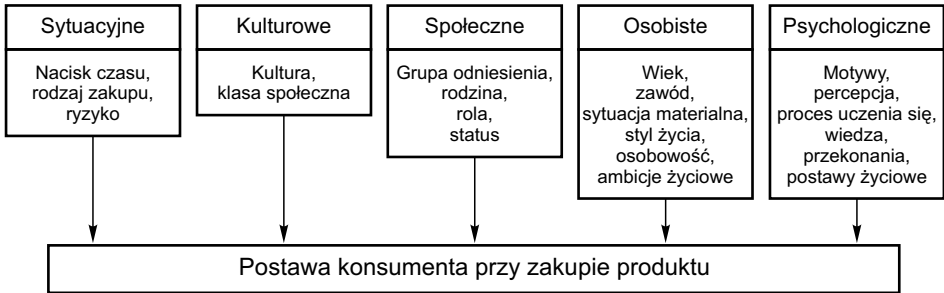 Sytuacyjne
Nacisk czasu,
rodzaj zakupu,
ryzyko
Kulturowe
Kultura,
klasa społeczna
Społeczne
Grupa odniesienia,
rodzina,
rola,
status
Osobiste
Wiek,
zawód,
sytuacja materialna,
styl życia,
osobowość,
ambicje życiowe
Psychologiczne
Motywy,
percepcja,
proces uczenia się,
wiedza,
przekonania,
postawy życiowe
Postawa konsumenta przy zakupie produktu